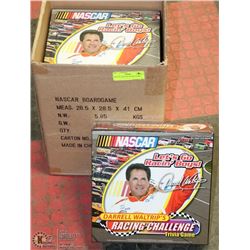 NASCAR
Let's Go
Racin' Boys!
NASCAR BOARDGAME
MEAS. 28.5 X 28.5 X 41 CM
N.W. 5.05 KGS
G.W.
QTY.
CARTON NO.
MADE IN
NASCAR
Let's Go
Racin' Boys!
DARRELL WALTRIP'S
RACING CHALLENGE
Trivia Game